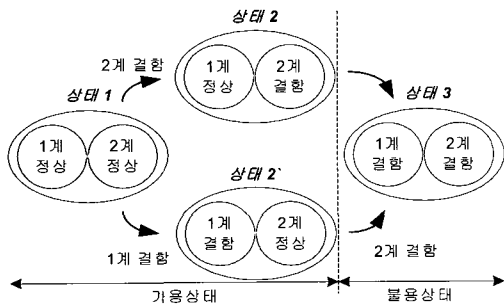 상태 2
2계 결함
1계
정상
2계
결함
상태 1
1계
정상
2계
정상
상태 3
1계
결함
2계
결함
상태 2`
1계
결함
2계
정상
1계 결함
2계 결함
가용상태
불용상태